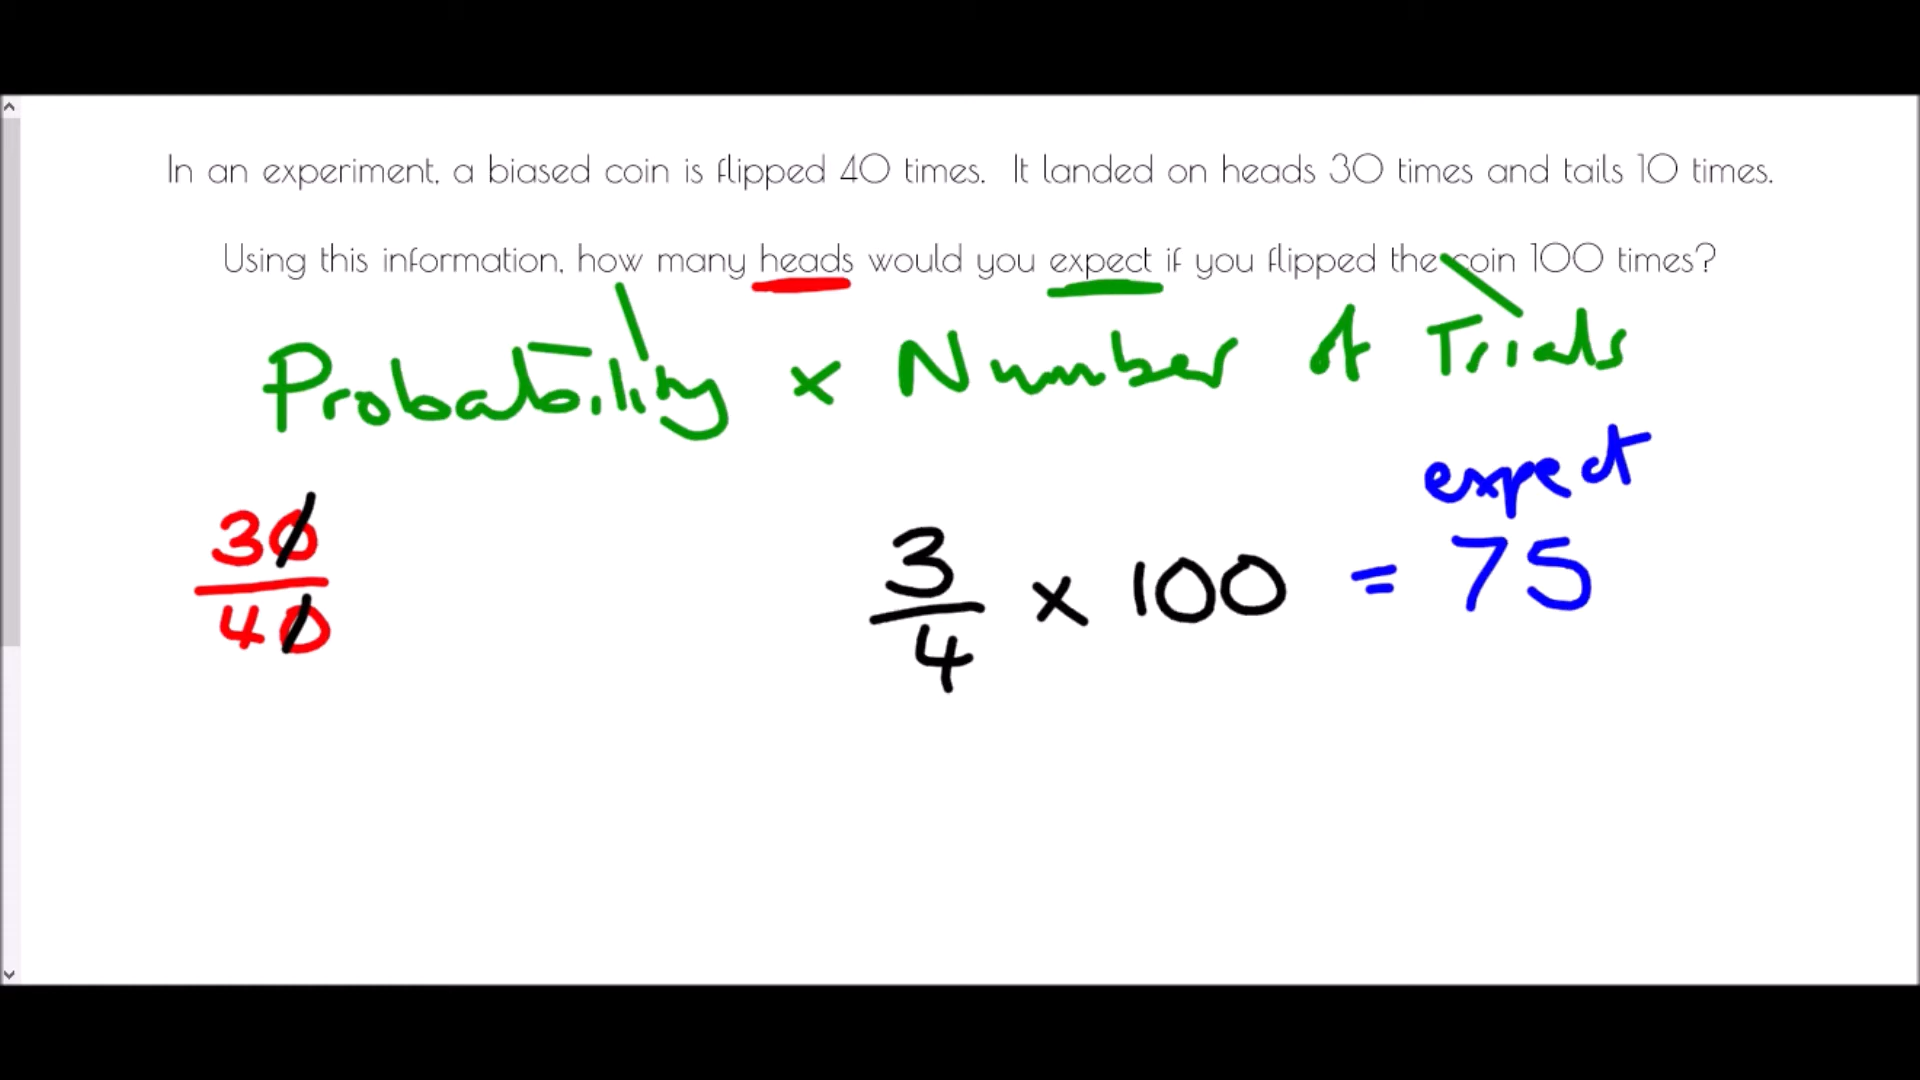 In an experiment, a biased coin is flipped 40 times. It landed on heads 30 times and tails 10 times.
Using this information, how many heads would you expect if you flipped the coin 100 times?
Probability x Number of Trials
expect
30/40
3/4 x 100 = 75